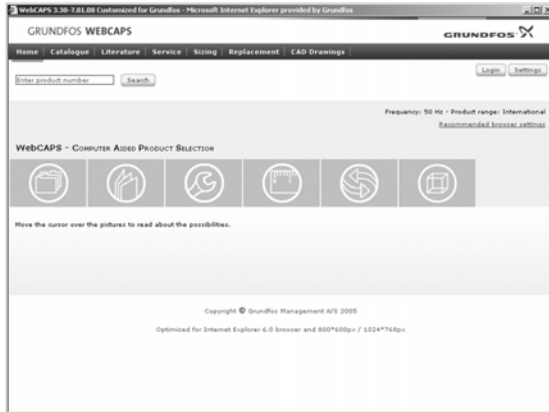 WebCAPS 3.30-7.01.00 Customized for Grundfos - Microsoft Internet Explorer provided by Grundfos
GRUNDFOS WEBCAPS
GRUNDFOS
Home Catalogue Literature Service Sizing Replacement CAD Drawings
Login Settings
Enter product number Search
Frequency: 50 Hz - Product range: International
Recommended browser settings
WebCAPS - Computer Aided Product Selection
Move the cursor over the pictures to read about the possibilities.
Copyright © Grundfos Management A/S 2005
Optimized for Internet Explorer 6.0 browser and 800*600px / 1024*768px